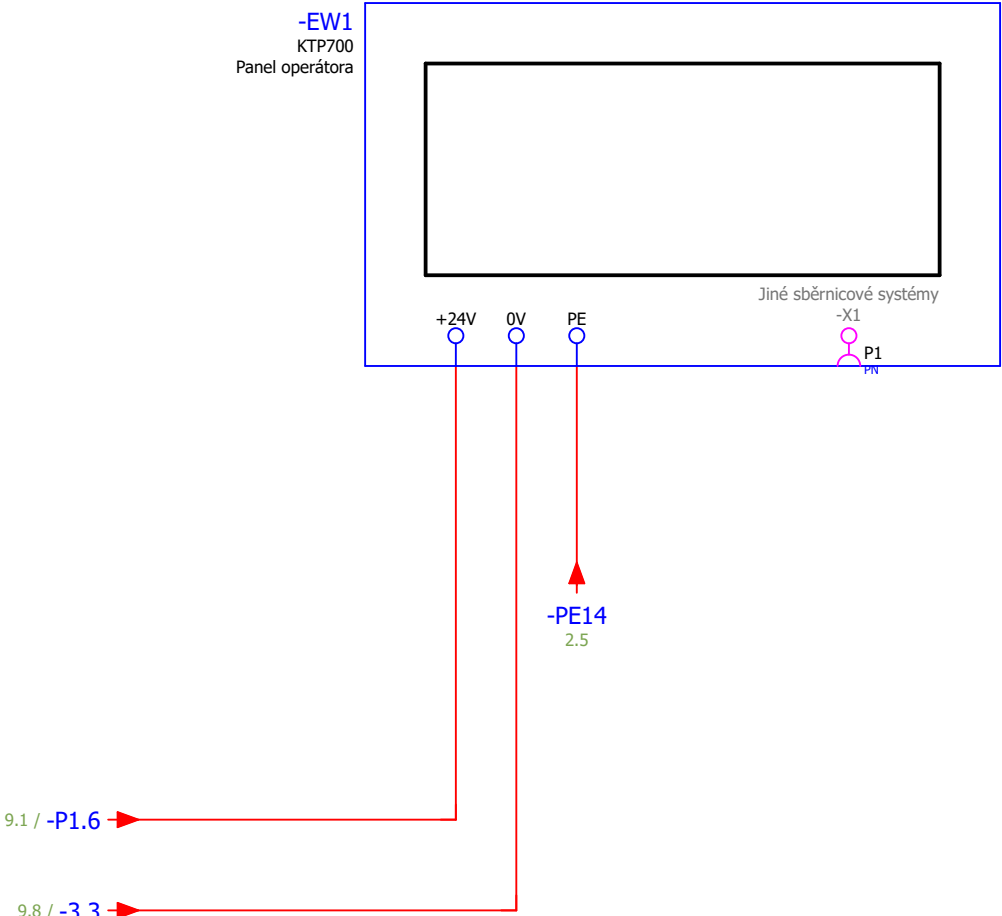 -EW1
KTP700
Panel operátora
Jiné sběrnicové systémy
-X1
+24V 0V PE
P1
PN
-PE14
2.5
9.1 / -P1.6
9.8 / -3.3